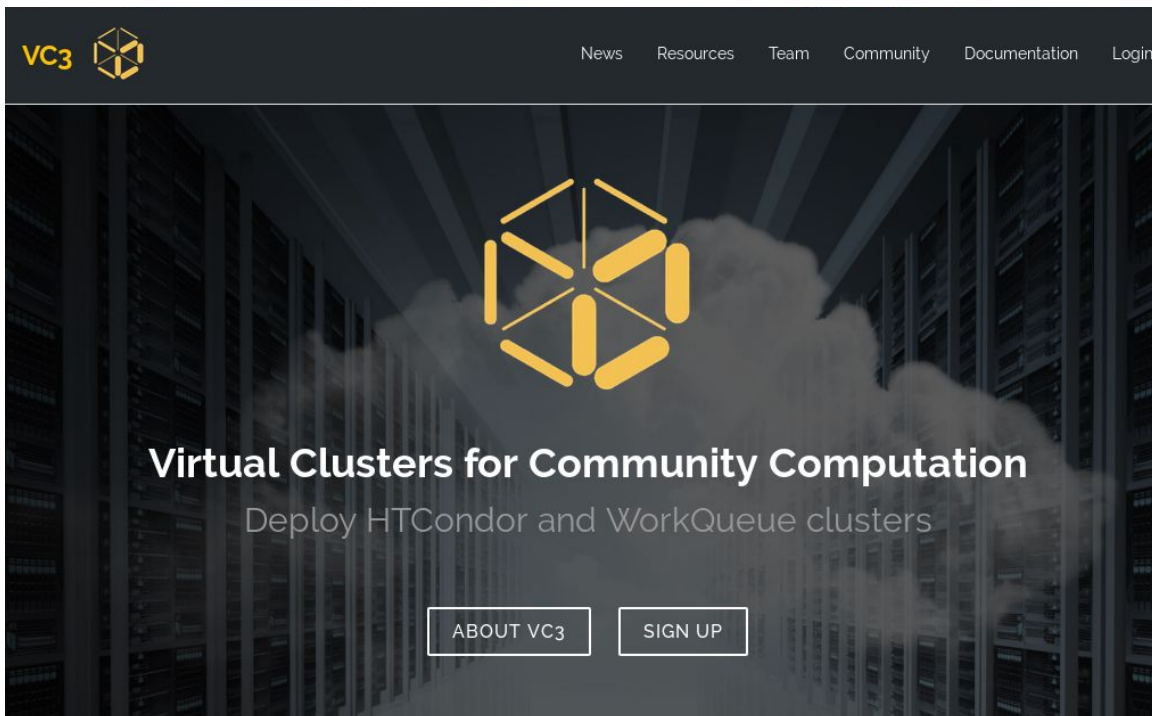 VC3
News Resources Team Community Documentation Login
Virtual Clusters for Community Computation
Deploy HTCondor and WorkQueue clusters
ABOUT VC3 SIGN UP